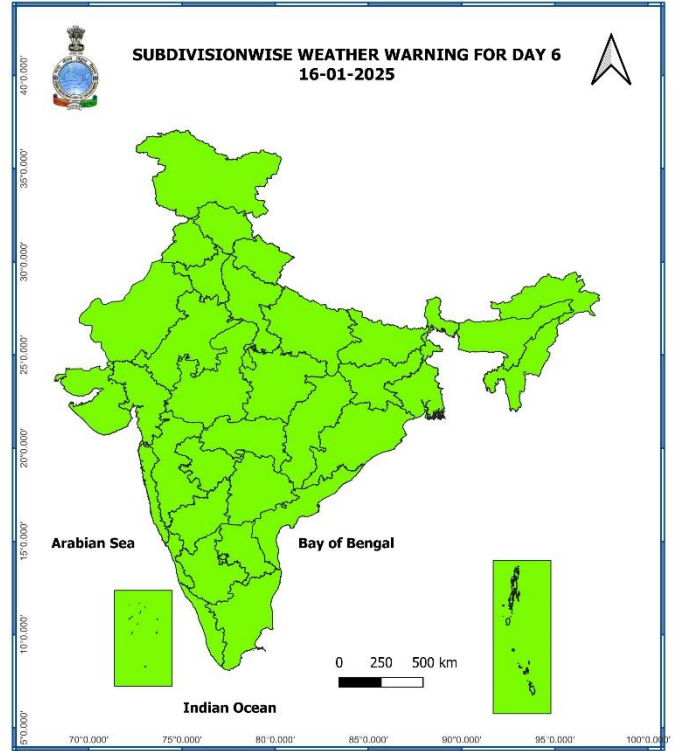 SUBDIVISIONWISE WEATHER WARNING FOR DAY 6
16-01-2025
40°0.000'
35°0.000'
30°0.000'
25°0.000'
20°0.000'
15°0.000'
10°0.000'
5°0.000'
Arabian Sea
Bay of Bengal
0 250 500 km
Indian Ocean
70°0.000' 75°0.000' 80°0.000' 85°0.000' 90°0.000' 95°0.000' 100°0.000'